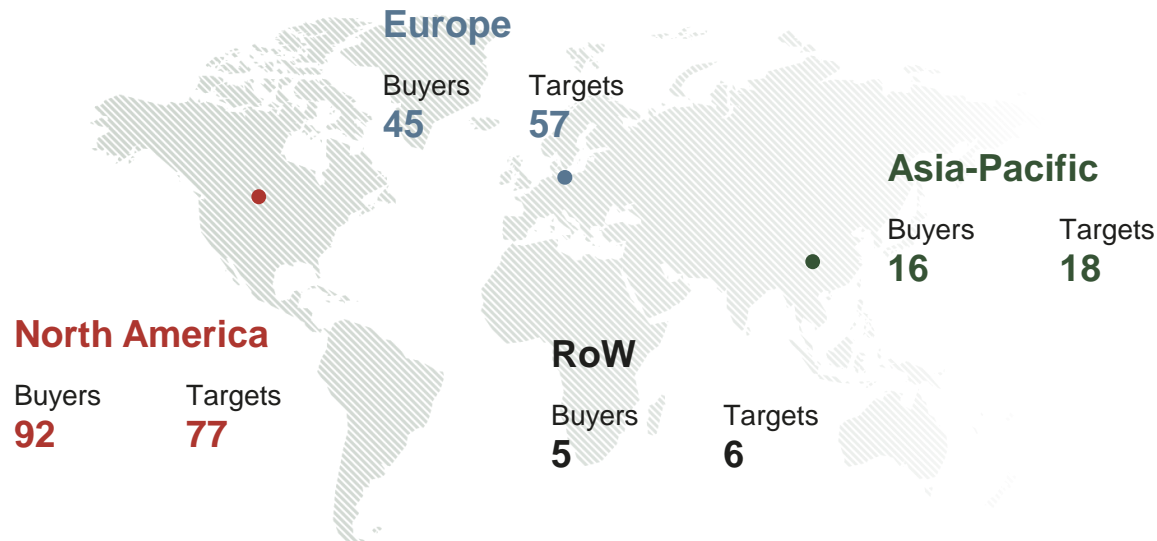 Europe
Buyers Targets
45 57
Asia-Pacific
Buyers Targets
16 18
North America
Buyers Targets
92 77
RoW
Buyers Targets
5 6